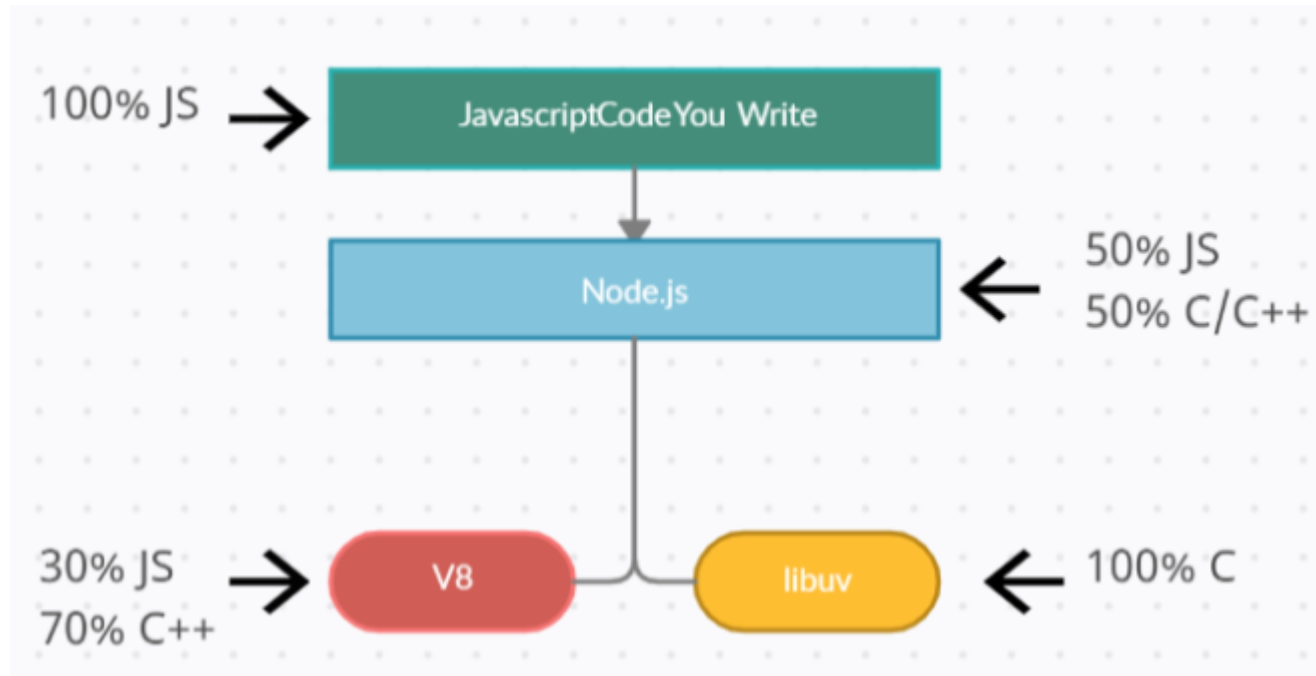 100% JS
JavascriptCodeYou Write
Node.js
50% JS
50% C/C++
30% JS
70% C++
V8
libuv
100% C